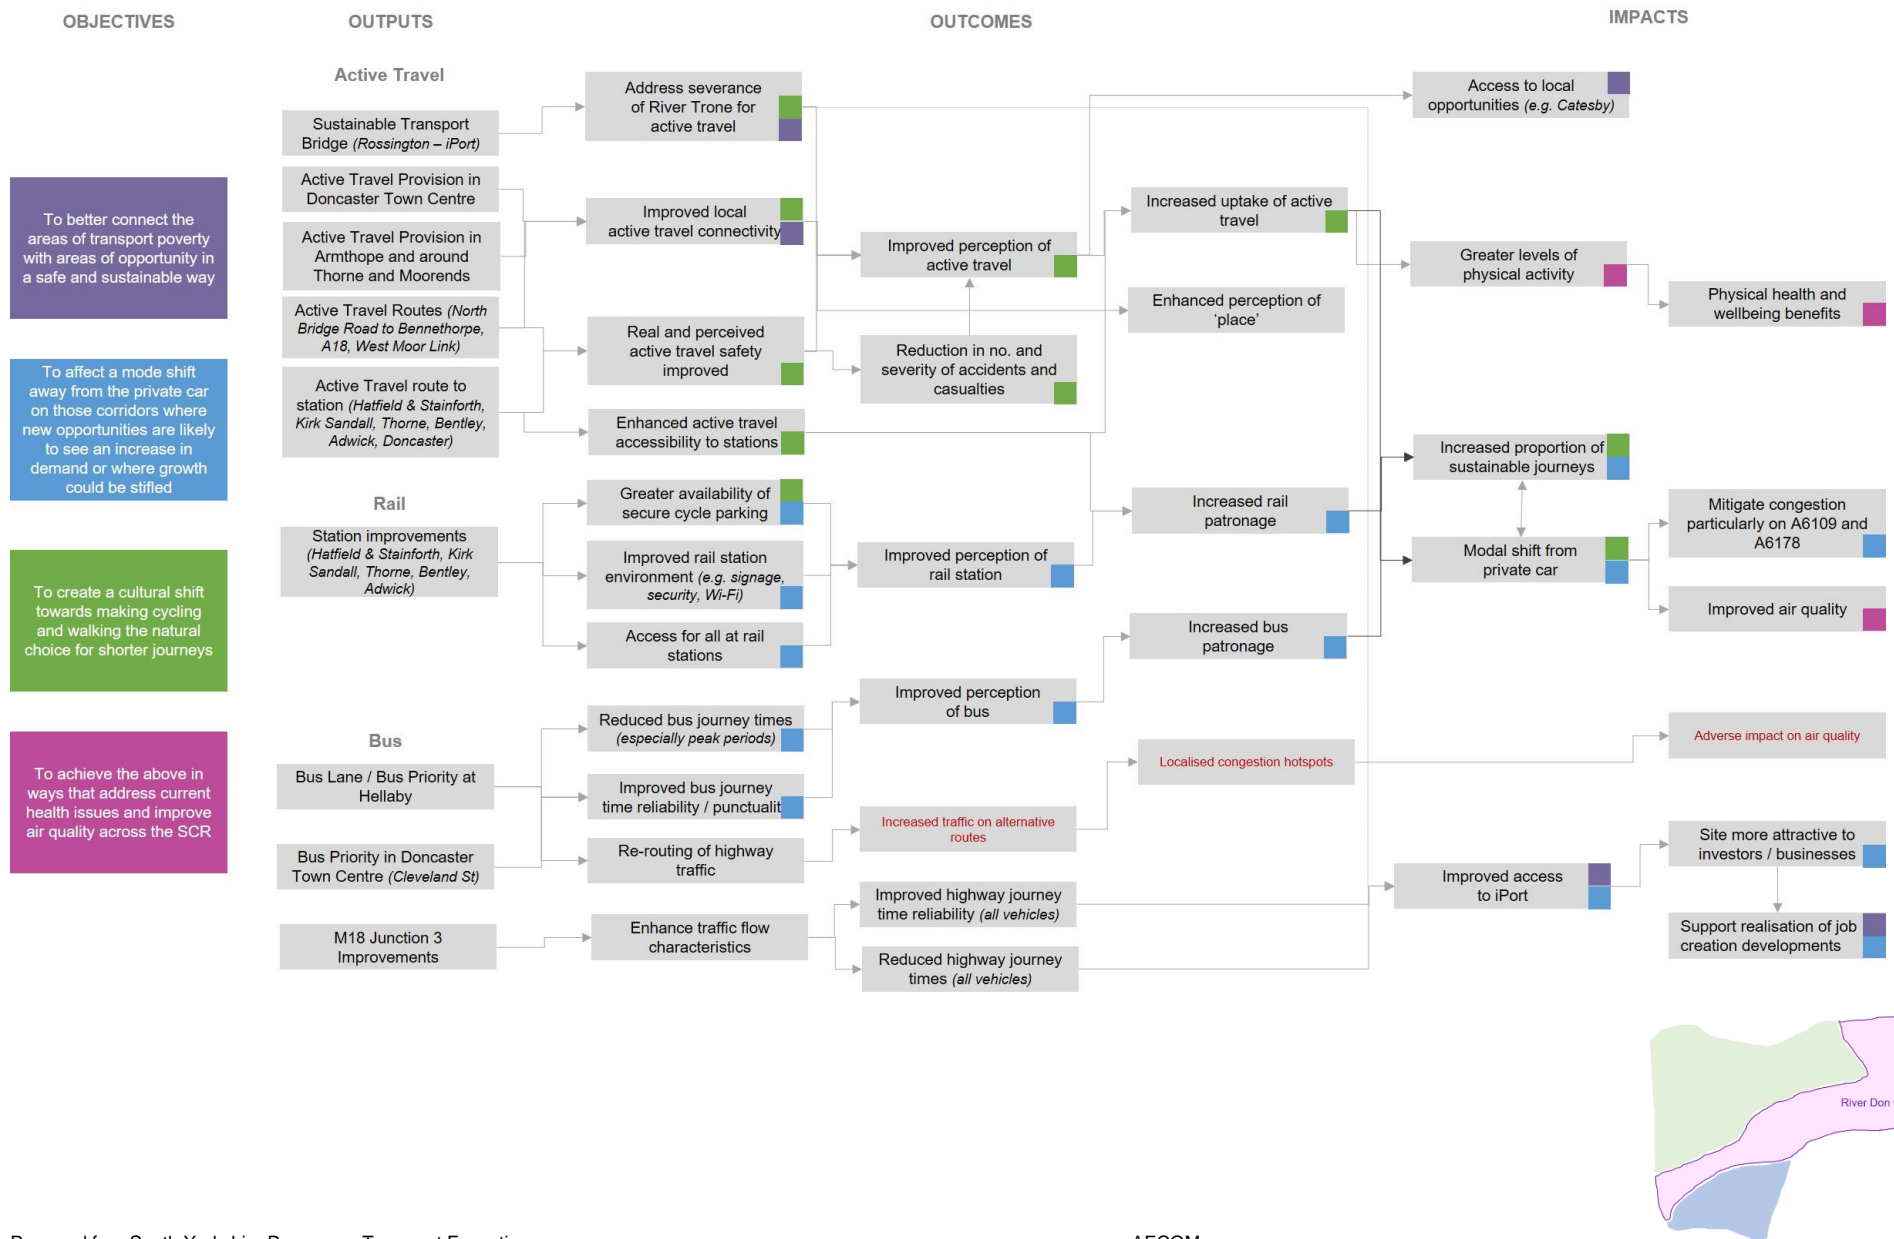 OBJECTIVES
OUTPUTS
OUTCOMES
IMPACTS
To better connect the
areas of transport poverty
with areas of opportunity in
a safe and sustainable way
To affect a mode shift
away from the private car
on those corridors where
new opportunities are likely
to see an increase in
demand or where growth
could be stifled
To create a cultural shift
towards making cycling
and walking the natural
choice for shorter journeys
To achieve the above in
ways that address current
health issues and improve
air quality across the SCR
Active Travel
Sustainable Transport
Bridge (Rossington – iPort)
Active Travel Provision in
Doncaster Town Centre
Active Travel Provision in
Armthope and around
Thorne and Moorends
Active Travel Routes (North
Bridge Road to Bennethorpe,
A18, West Moor Link)
Active Travel route to
station (Hatfield & Stainforth,
Kirk Sandall, Thorne, Bentley,
Adwick, Doncaster)
Rail
Station improvements
(Hatfield & Stainforth, Kirk
Sandall, Thorne, Bentley,
Adwick)
Bus
Bus Lane / Bus Priority at
Hellaby
Bus Priority in Doncaster
Town Centre (Cleveland St)
M18 Junction 3
Improvements
Address severance
of River Trone for
active travel
Improved local
active travel connectivity
Real and perceived
active travel safety
improved
Enhanced active travel
accessibility to stations
Greater availability of
secure cycle parking
Improved rail station
environment (e.g. signage,
security, Wi-Fi)
Access for all at rail
stations
Reduced bus journey times
(especially peak periods)
Improved bus journey
time reliability / punctualit
Re-routing of highway
traffic
Enhance traffic flow
characteristics
Improved perception of
active travel
Reduction in no. and
severity of accidents and
casualties
Improved perception of
rail station
Improved perception
of bus
Increased traffic on alternative
routes
Improved highway journey
time reliability (all vehicles)
Reduced highway journey
times (all vehicles)
Increased uptake of active
travel
Enhanced perception of
‘place’
Increased rail
patronage
Increased bus
patronage
Localised congestion hotspots
Access to local
opportunities (e.g. Catesby)
Greater levels of
physical activity
Increased proportion of
sustainable journeys
Modal shift from
private car
Improved access
to iPort
Physical health and
wellbeing benefits
Mitigate congestion
particularly on A6109 and
A6178
Improved air quality
Adverse impact on air quality
Site more attractive to
investors / businesses
Support realisation of job
creation developments
River Don